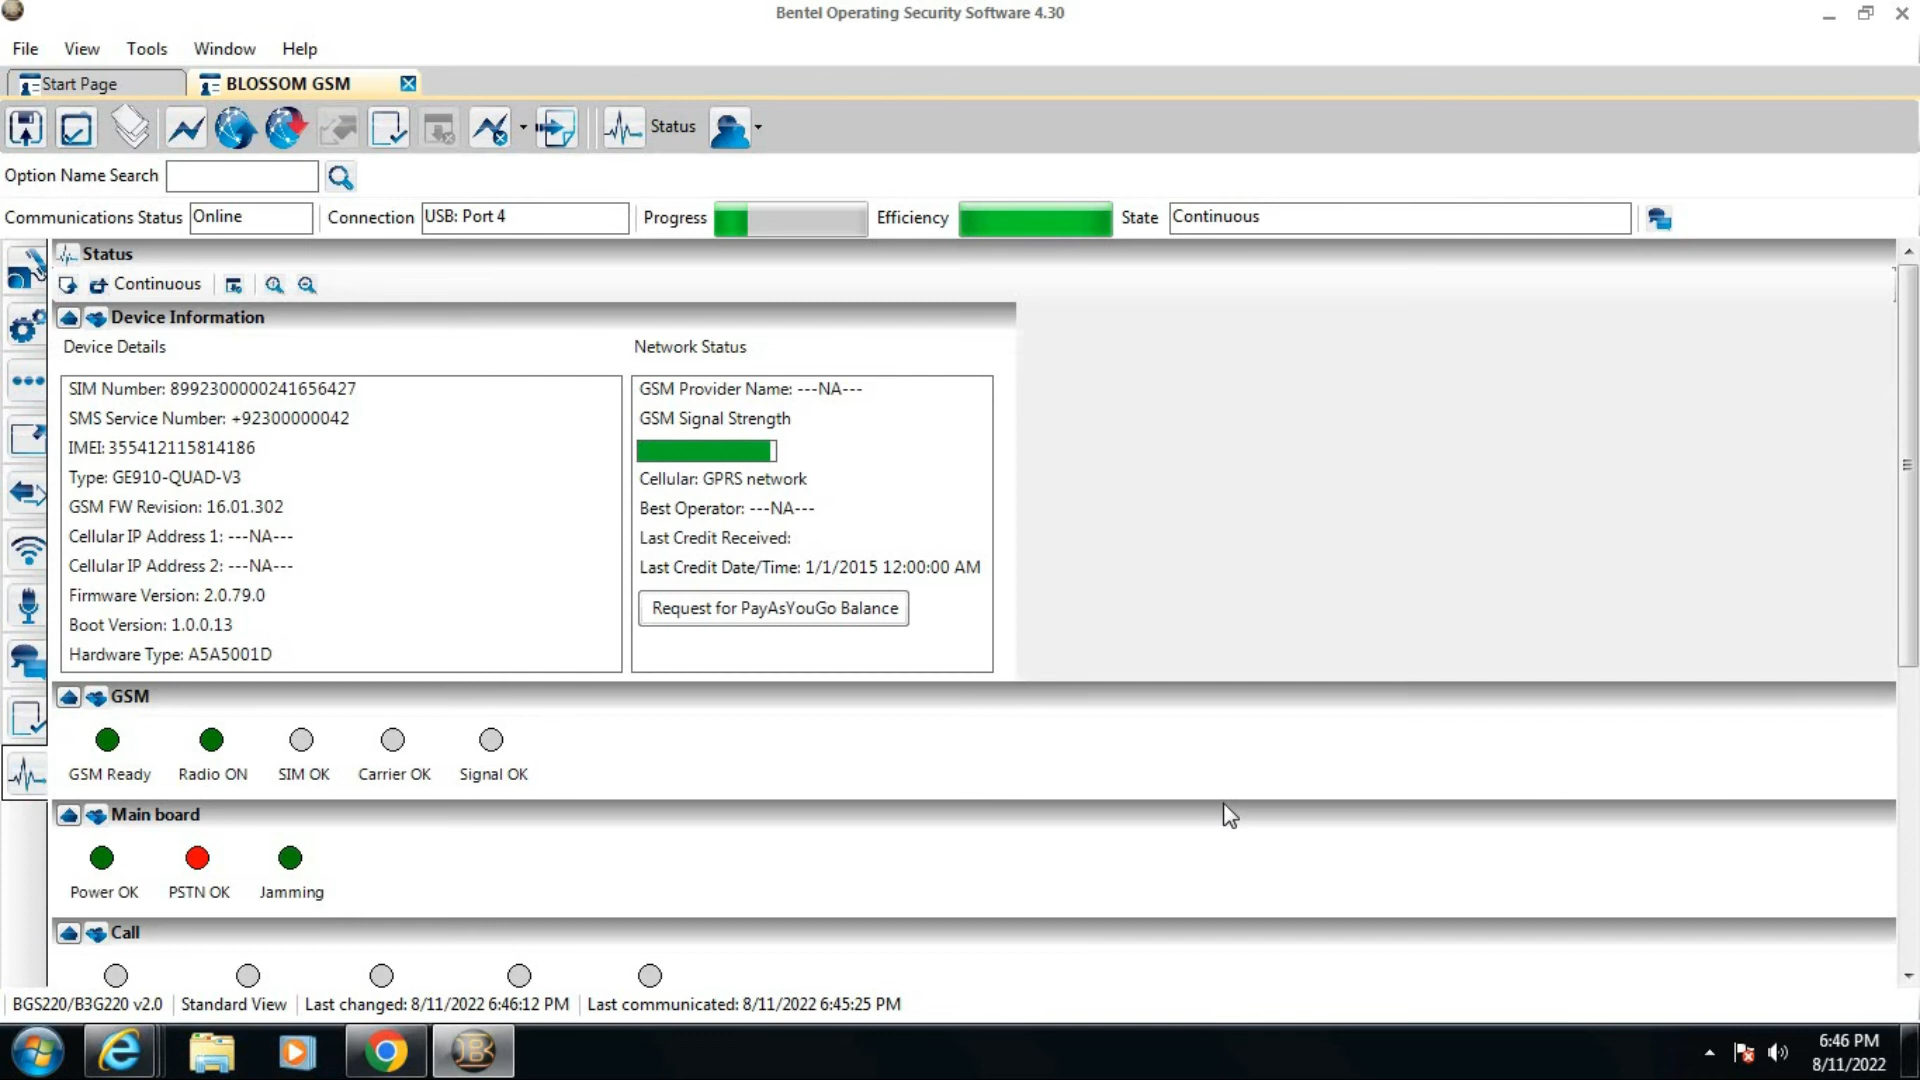 Bentel Operating Security Software 4.30
File View Tools Window Help
Start Page BLOSSOM GSM
Status
Option Name Search
Communications Status Online Connection USB: Port 4 Progress Efficiency State Continuous
Status
Continuous
Device Information
Device Details Network Status
SIM Number: 8992300000241656427
SMS Service Number: +92300000042
IMEI: 355412115814186
Type: GE910-QUAD-V3
GSM FW Revision: 16.01.302
Cellular IP Address 1: ---NA---
Cellular IP Address 2: ---NA---
Firmware Version: 2.0.79.0
Boot Version: 1.0.0.13
Hardware Type: A5A5001D
GSM Provider Name: ---NA---
GSM Signal Strength
Cellular: GPRS network
Best Operator: ---NA---
Last Credit Received:
Last Credit Date/Time: 1/1/2015 12:00:00 AM
Request for PayAsYouGo Balance
GSM
GSM Ready Radio ON SIM OK Carrier OK Signal OK
Main board
Power OK PSTN OK Jamming
Call
BGS220/B3G220 v2.0 Standard View Last changed: 8/11/2022 6:46:12 PM Last communicated: 8/11/2022 6:45:25 PM
6:46 PM
8/11/2022